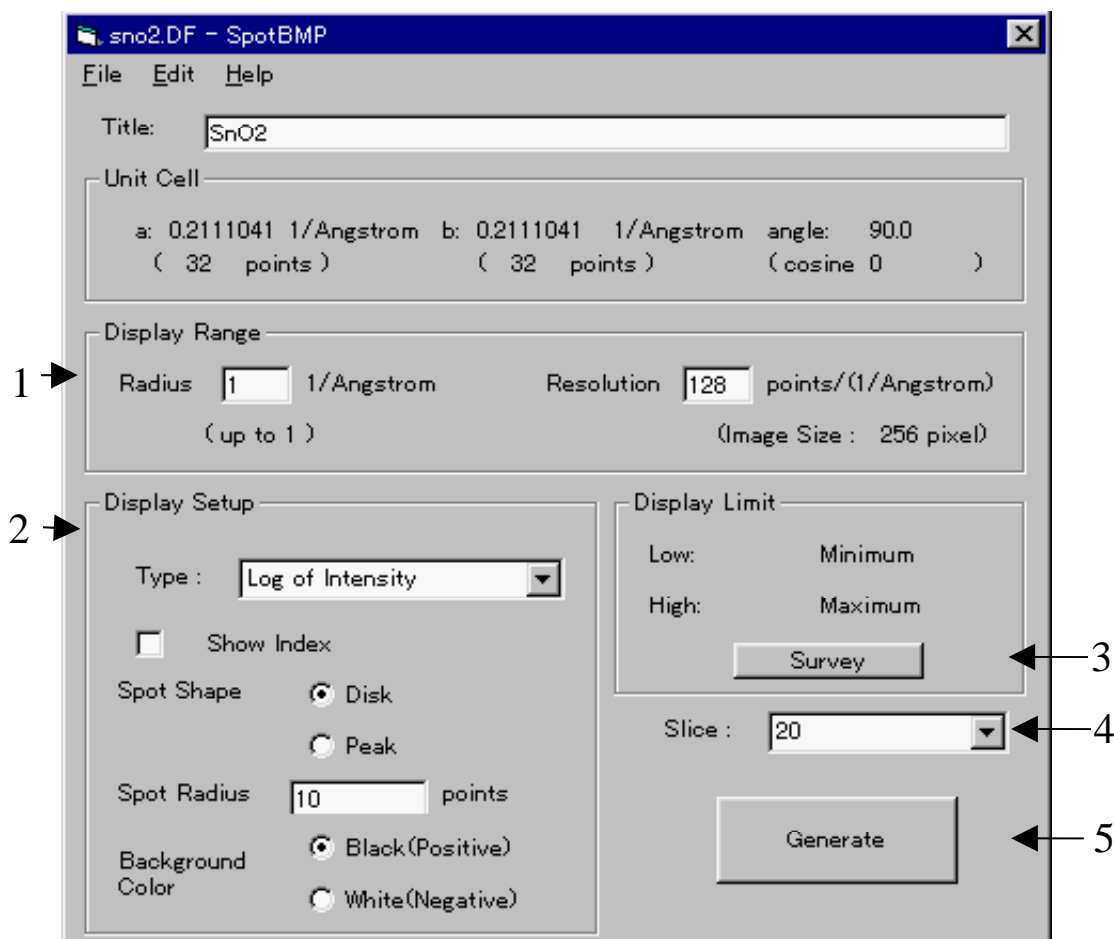 sno2.DF - SpotBMP
File Edit Help
Title: SnO2
Unit Cell
a: 0.2111041 1/Angstrom b: 0.2111041 1/Angstrom angle: 90.0
( 32 points ) ( 32 points ) ( cosine 0 )
Display Range
1
Radius 1 1/Angstrom Resolution 128 points/(1/Angstrom)
( up to 1 ) (Image Size : 256 pixel)
Display Setup
2
Type : Log of Intensity
Show Index
Spot Shape Disk
Peak
Spot Radius 10 points
Background Color Black(Positive)
White(Negative)
Display Limit
Low: Minimum
High: Maximum
Survey 3
Slice : 20 4
Generate 5